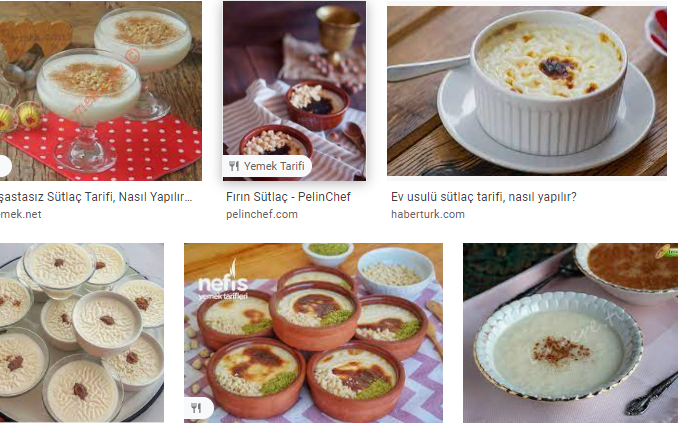 Yemek Tarifi
şastasız Sütlaç Tarifi, Nasıl Yapılır...
Fırın Sütlaç - PelinChef
Ev usulü sütlaç tarifi, nasıl yapılır?
emek.net
pelinchef.com
haberturk.com
nefis
yemek tarifleri